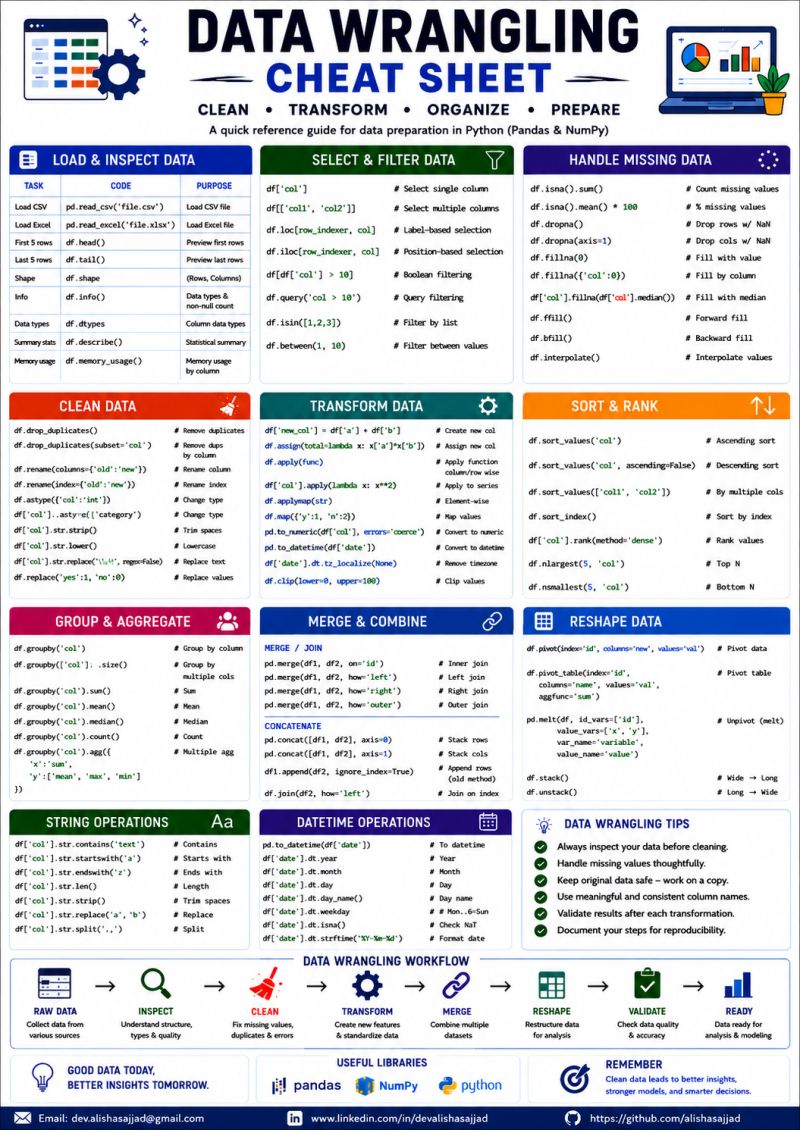 DATA WRANGLING
CHEAT SHEET
CLEAN • TRANSFORM • ORGANIZE • PREPARE
A quick reference guide for data preparation in Python (Pandas & NumPy)
LOAD & INSPECT DATA
TASK CODE PURPOSE
Load CSV pd.read_csv('file.csv') Load CSV file
Load Excel pd.read_excel('file.xlsx') Load Excel file
First 5 rows df.head() Preview first rows
Last 5 rows df.tail() Preview last rows
Shape df.shape (Rows, Columns)
Info df.info() Data types &
non-null count
Data types df.dtypes Column data types
Summary stats df.describe() Statistical summary
Memory usage df.memory_usage() Memory usage
by column
SELECT & FILTER DATA
df['col'] # Select single column
df[['col1', 'col2']] # Select multiple columns
df.loc[row_indexer, col] # Label-based selection
df.iloc[row_indexer, col] # Position-based selection
df[df['col'] > 10] # Boolean filtering
df.query('col > 10') # Query filtering
df.isin([1,2,3]) # Filter by list
df.between(1, 10) # Filter between values
HANDLE MISSING DATA
df.isna().sum() # Count missing values
df.isna().mean() * 100 # % missing values
df.dropna() # Drop rows w/ NaN
df.dropna(axis=1) # Drop cols w/ NaN
df.fillna(0) # Fill with value
df.fillna({'col':0}) # Fill by column
df['col'].fillna(df['col'].median()) # Fill with median
df.ffill() # Forward fill
df.bfill() # Backward fill
df.interpolate() # Interpolate values
CLEAN DATA
df.drop_duplicates() # Remove duplicates
df.drop_duplicates(subset='col') # Remove dups
by column
df.rename(columns={'old':'new'}) # Rename column
df.rename(index={'old':'new'}) # Rename index
df.astype({'col':'int'}) # Change type
df['col'] # Change type
df['col'].str.strip() # Trim spaces
df['col'].str.lower() # Lowercase
df['col'].str.replace( regex=False) # Replace text
df.replace('yes':1, 'no':0) # Replace values
TRANSFORM DATA
df['new_col'] = df['a'] + df['b'] # Create new col
df.assign(total=lambda x: x['a']*x['b']) # Assign new col
df.apply(func) # Apply function
column/row wise
df['col'].apply(lambda x: x**2) # Apply to series
df.applymap(str) # Element-wise
df.map({'y':1, 'n':2}) # Map values
pd.to_numeric(df['col'], errors='coerce') # Convert to numeric
pd.to_datetime(df['date']) # Convert to datetime
df['date'].dt.tz_localize(None) # Remove timezone
df.clip(lower=0, upper=100) # Clip values
SORT & RANK
df.sort_values('col') # Ascending sort
df.sort_values('col', ascending=False) # Descending sort
df.sort_values(['col1', 'col2']) # By multiple cols
df.sort_index() # Sort by index
df['col'].rank(method='dense') # Rank values
df.nlargest(5, 'col') # Top N
df.nsmallest(5, 'col') # Bottom N
GROUP & AGGREGATE
df.groupby('col') # Group by column
df.groupby(['col']. .size() # Group by
multiple cols
df.groupby('col').sum() # Sum
df.groupby('col').mean() # Mean
df.groupby('col').median() # Median
df.groupby('col').count() # Count
df.groupby('col').agg({ # Multiple agg
'x':'sum',
'y':['mean', 'max', 'min']
})
MERGE & COMBINE
MERGE / JOIN
pd.merge(df1, df2, on='id') # Inner join
pd.merge(df1, df2, how='left') # Left join
pd.merge(df1, df2, how='right') # Right join
pd.merge(df1, df2, how='outer') # Outer join
CONCATENATE
pd.concat([df1, df2], axis=0) # Stack rows
pd.concat([df1, df2], axis=1) # Stack cols
df1.append(df2, ignore_index=True) # Append rows
(old method)
df.join(df2, how='left') # Join on index
RESHAPE DATA
df.pivot(index='id', columns='new', values='val') # Pivot data
df.pivot_table(index='id', # Pivot table
columns='name', values='val',
aggfunc='sum')
pd.melt(df, id_vars=['id'], # Unpivot (melt)
value_vars=['x', 'y'],
var_name='variable',
value_name='value')
df.stack() # Wide → Long
df.unstack() # Long → Wide
STRING OPERATIONS Aa
df['col'].str.contains('text') # Contains
df['col'].str.startswith('a') # Starts with
df['col'].str.endswith('z') # Ends with
df['col'].str.len() # Length
df['col'].str.strip() # Trim spaces
df['col'].str.replace('a', 'b') # Replace
df['col'].str.split(',') # Split
DATETIME OPERATIONS
pd.to_datetime(df['date']) # To datetime
df['date'].dt.year # Year
df['date'].dt.month # Month
df['date'].dt.day # Day
df['date'].dt.day_name() # Day name
df['date'].dt.weekday # # Mon..6=Sun
df['date'].dt.isna() # Check NaT
df['date'].dt.strftime('%Y-%m-%d') # Format date
DATA WRANGLING TIPS
Always inspect your data before cleaning.
Handle missing values thoughtfully.
Keep original data safe – work on a copy.
Use meaningful and consistent column names.
Validate results after each transformation.
Document your steps for reproducibility.
DATA WRANGLING WORKFLOW
RAW DATA
Collect data from
various sources
INSPECT
Understand structure,
types & quality
CLEAN
Fix missing values,
duplicates & errors
TRANSFORM
Create new features
& standardize data
MERGE
Combine multiple
datasets
RESHAPE
Restructure data
for analysis
VALIDATE
Check data quality
& accuracy
READY
Data ready for
analysis & modeling
GOOD DATA TODAY,
BETTER INSIGHTS TOMORROW.
USEFUL LIBRARIES
pandas NumPy python
REMEMBER
Clean data leads to better insights,
stronger models, and smarter decisions.
Email: dev.alishasajjad@gmail.com
in www.linkedin.com/in/devalishasajjad
https://github.com/alishasajjad